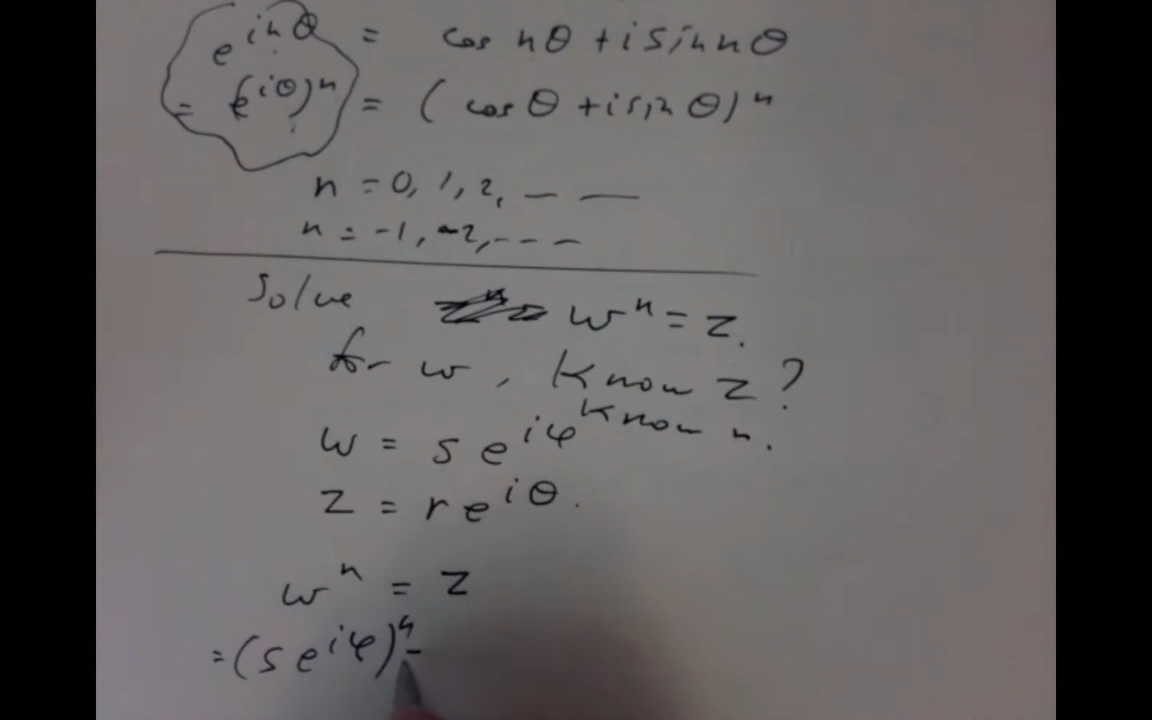 e^{inθ} = cos nθ + i sin nθ
= (e^{iθ})^n = (cos θ + i sin θ)^n
n = 0, 1, 2, — —
n = -1, -2, - - -
Solve w^n = z.
for w, Know z?
Know n.
w = s e^{iφ}
z = r e^{iθ}.
w^n = z
= (s e^{iφ})^n =